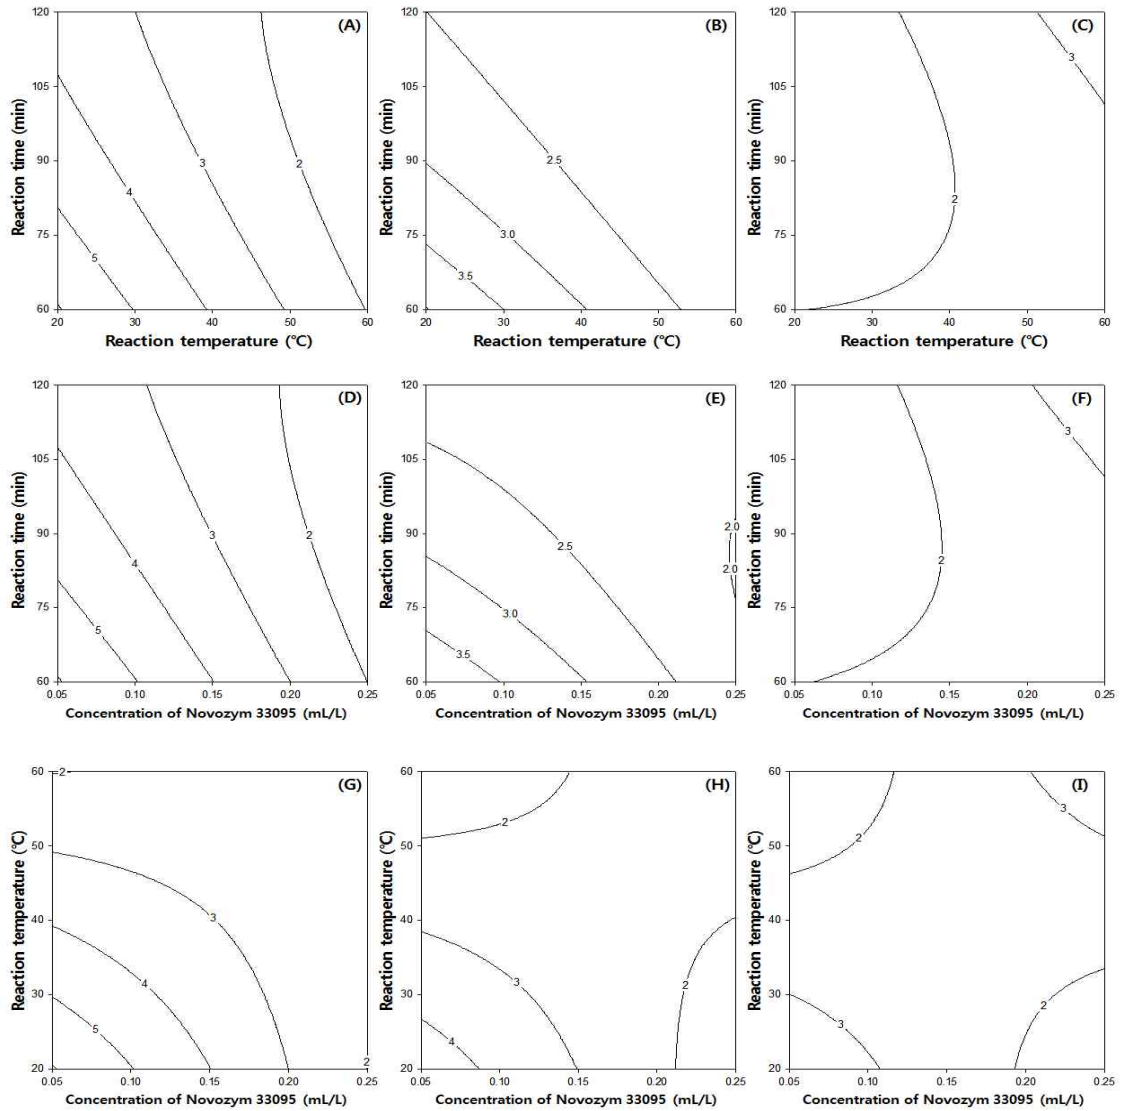 (A)
Reaction time (min)
120
105
90
75
60
2
3
4
5
20 30 40 50 60
Reaction temperature (℃)
(B)
Reaction time (min)
120
105
90
75
60
2.5
3.0
3.5
20 30 40 50 60
Reaction temperature (℃)
(C)
Reaction time (min)
120
105
90
75
60
3
2
20 30 40 50 60
Reaction temperature (℃)
(D)
Reaction time (min)
120
105
90
75
60
2
3
4
5
0.05 0.10 0.15 0.20 0.25
Concentration of Novozym 33095 (mL/L)
(E)
Reaction time (min)
120
105
90
75
60
2.0
2.5
2.0
3.0
3.5
0.05 0.10 0.15 0.20 0.25
Concentration of Novozym 33095 (mL/L)
(F)
Reaction time (min)
120
105
90
75
60
3
2
0.05 0.10 0.15 0.20 0.25
Concentration of Novozym 33095 (mL/L)
(G)
Reaction temperature (℃)
60
50
40
30
20
2
3
4
5
2
0.05 0.10 0.15 0.20 0.25
Concentration of Novozym 33095 (mL/L)
(H)
Reaction temperature (℃)
60
50
40
30
20
2
3
2
4
0.05 0.10 0.15 0.20 0.25
Concentration of Novozym 33095 (mL/L)
(I)
Reaction temperature (℃)
60
50
40
30
20
3
2
2
3
0.05 0.10 0.15 0.20 0.25
Concentration of Novozym 33095 (mL/L)